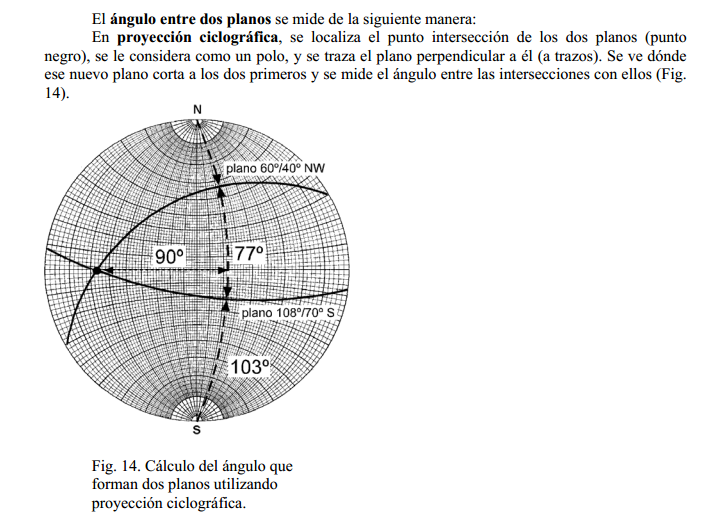 El ángulo entre dos planos se mide de la siguiente manera:
En proyección ciclográfica, se localiza el punto intersección de los dos planos (punto
negro), se le considera como un polo, y se traza el plano perpendicular a él (a trazos). Se ve dónde
ese nuevo plano corta a los dos primeros y se mide el ángulo entre las intersecciones con ellos (Fig.
14).
N
plano 60º/40º NW
90º
77º
plano 108º/70º S
103º
S
Fig. 14. Cálculo del ángulo que
forman dos planos utilizando
proyección ciclográfica.